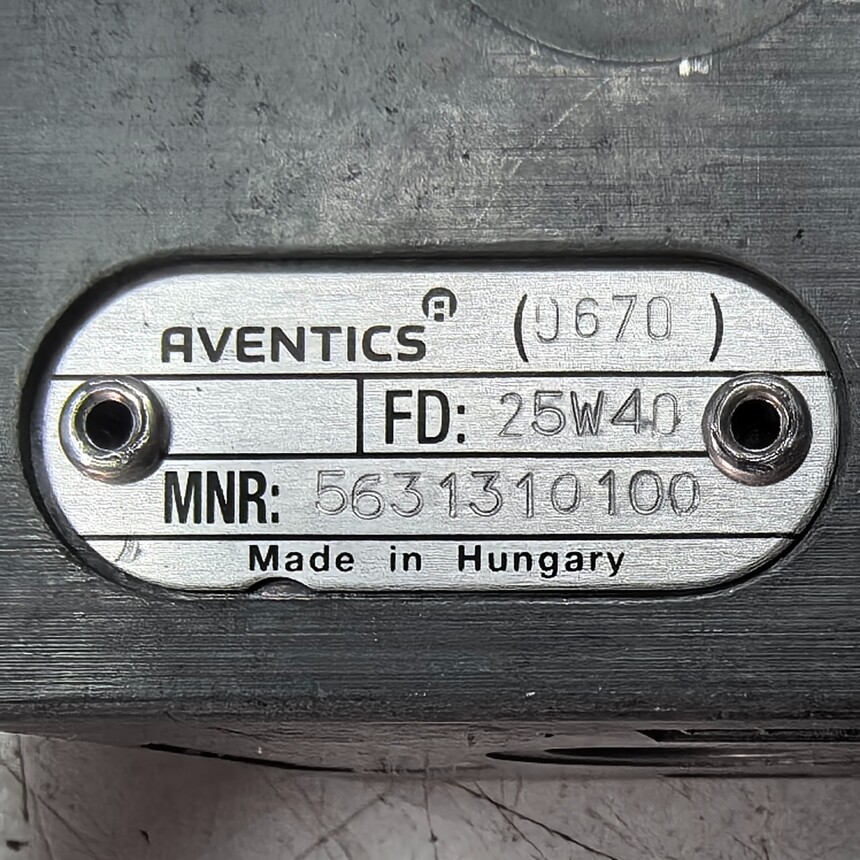 AVENTICS (0670)
FD: 25W40
MNR: 5631310100
Made in Hungary